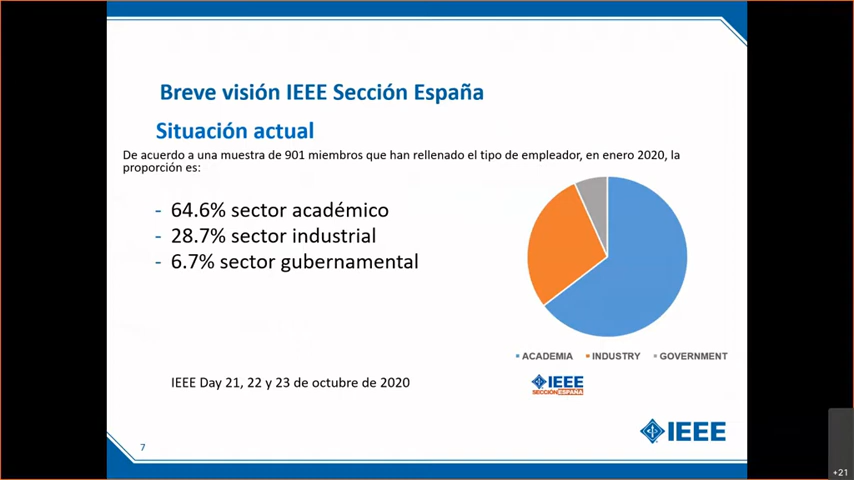 Breve visión IEEE Sección España
Situación actual
De acuerdo a una muestra de 901 miembros que han rellenado el tipo de empleador, en enero 2020, la
proporción es:
- 64.6% sector académico
- 28.7% sector industrial
- 6.7% sector gubernamental
ACADEMIA INDUSTRY GOVERNMENT
IEEE
SECCIÓN ESPAÑA
IEEE Day 21, 22 y 23 de octubre de 2020
IEEE
7
+21